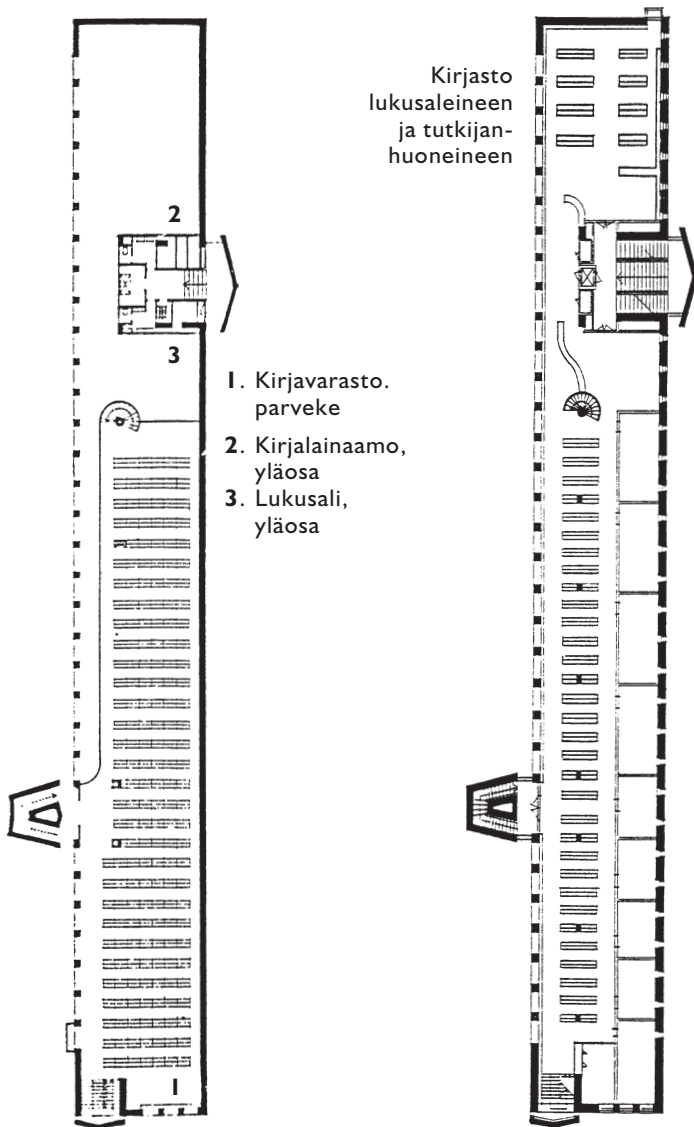 Kirjasto
lukusaleineen
ja tutkijan-
huoneineen
2
3
1. Kirjavarasto.
parveke
2. Kirjalainaamo,
yläosa
3. Lukusali,
yläosa
1